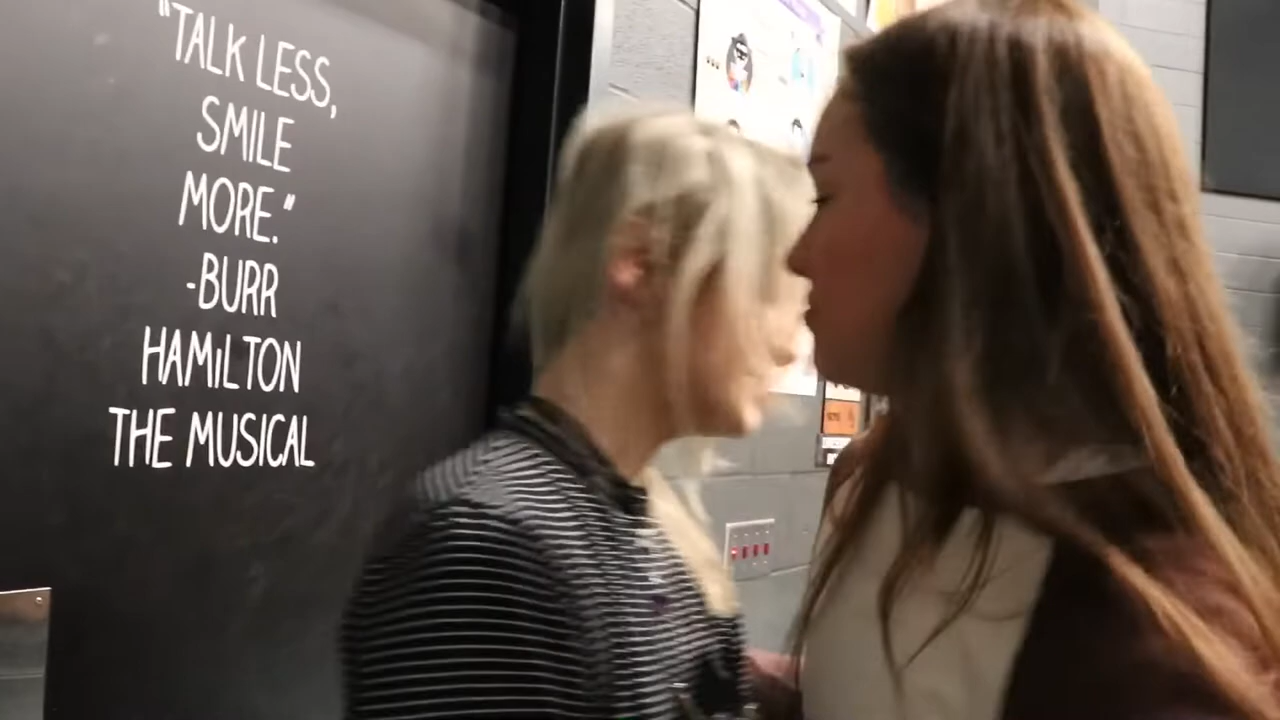 "TALK LESS,
SMILE
MORE."
-BURR
HAMILTON
THE MUSICAL